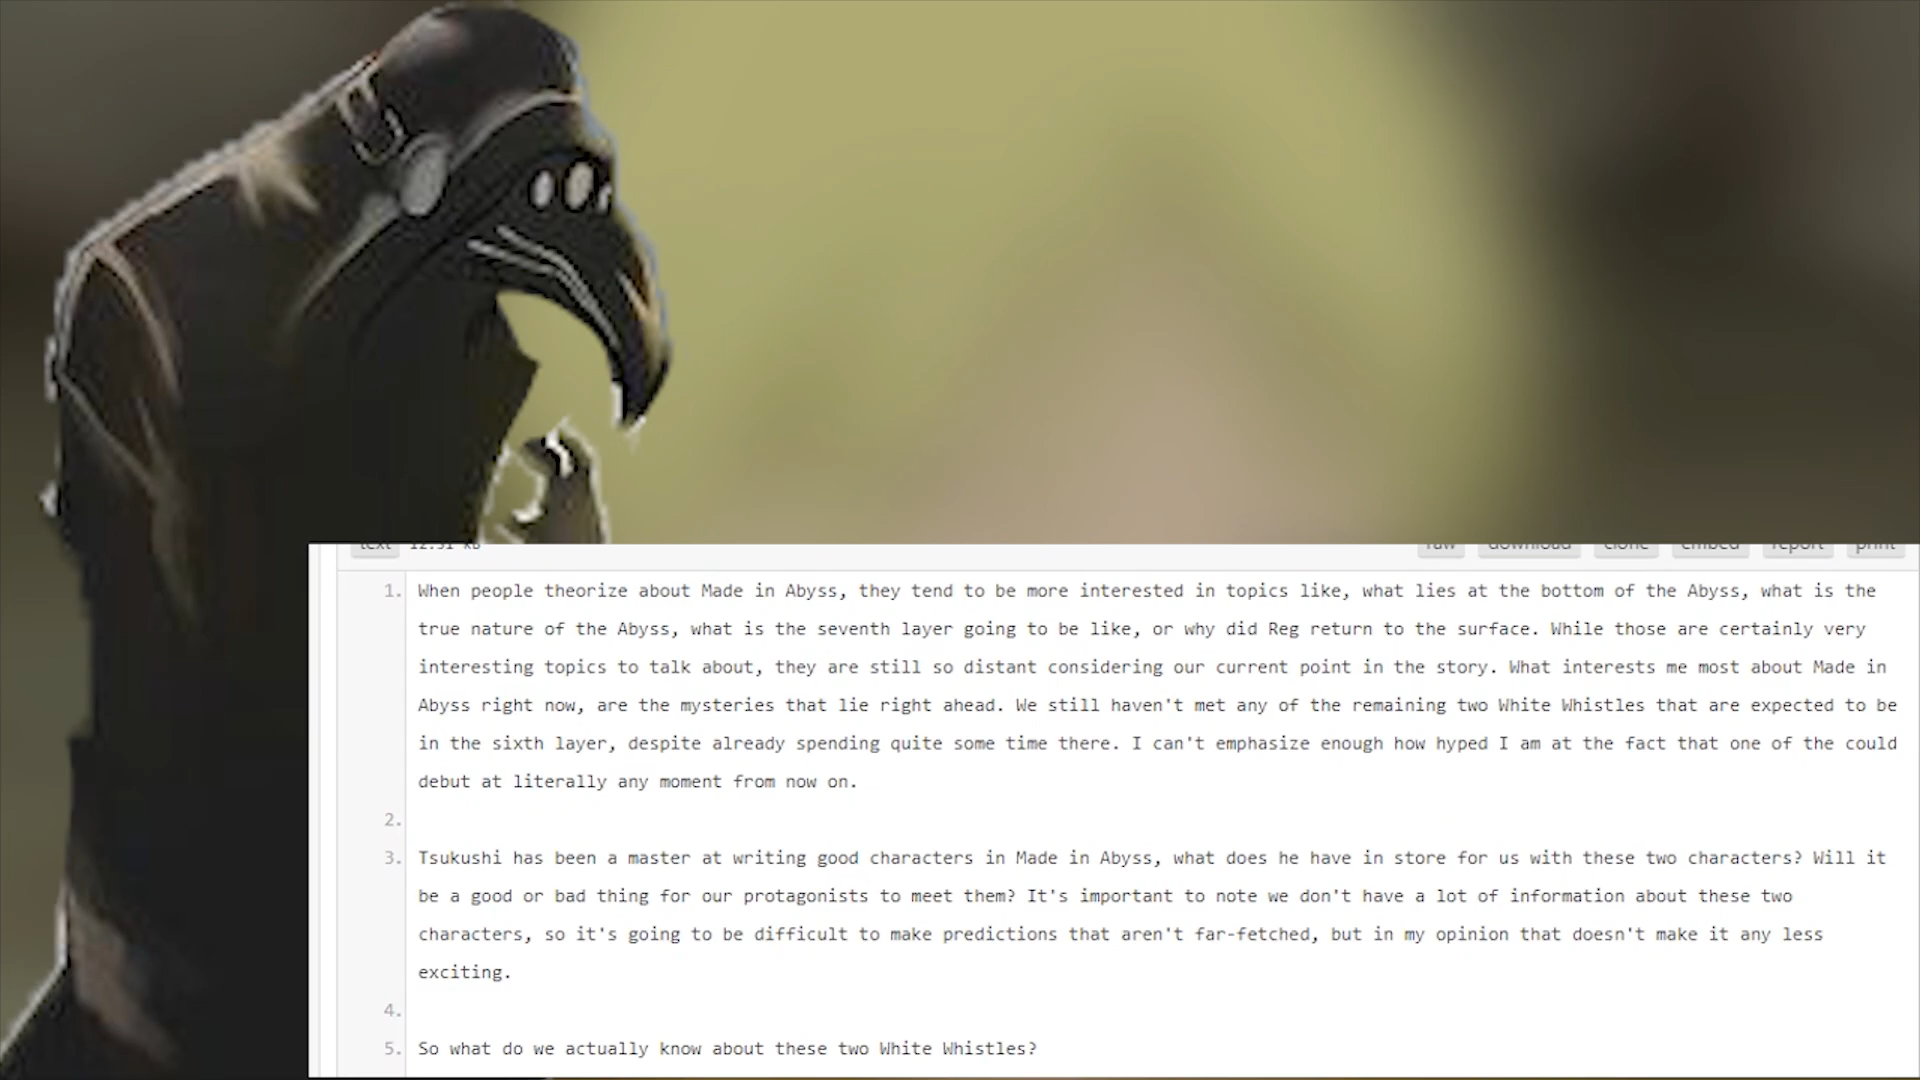 text 12.51 KB raw download clone embed report print
1. When people theorize about Made in Abyss, they tend to be more interested in topics like, what lies at the bottom of the Abyss, what is the
true nature of the Abyss, what is the seventh layer going to be like, or why did Reg return to the surface. While those are certainly very
interesting topics to talk about, they are still so distant considering our current point in the story. What interests me most about Made in
Abyss right now, are the mysteries that lie right ahead. We still haven't met any of the remaining two White Whistles that are expected to be
in the sixth layer, despite already spending quite some time there. I can't emphasize enough how hyped I am at the fact that one of the could
debut at literally any moment from now on.
2.
3. Tsukushi has been a master at writing good characters in Made in Abyss, what does he have in store for us with these two characters? Will it
be a good or bad thing for our protagonists to meet them? It's important to note we don't have a lot of information about these two
characters, so it's going to be difficult to make predictions that aren't far-fetched, but in my opinion that doesn't make it any less
exciting.
4.
5. So what do we actually know about these two White Whistles?